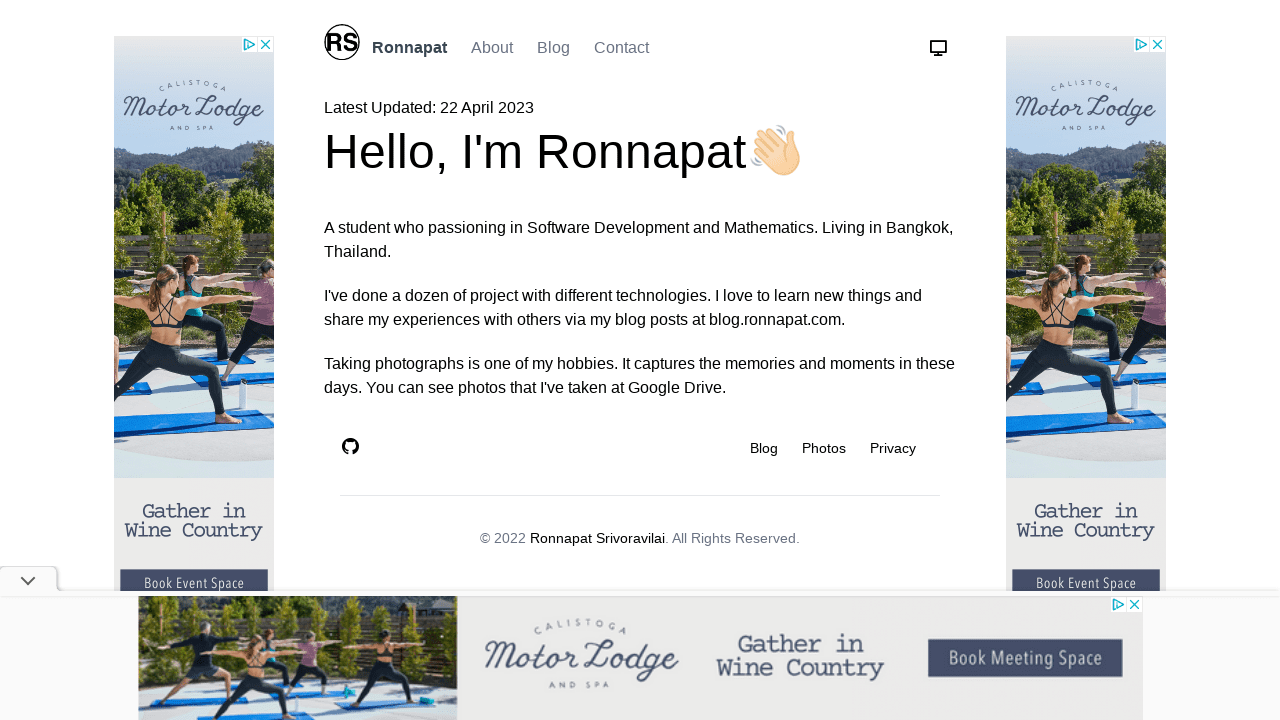 RS
Ronnapat About Blog Contact
Latest Updated: 22 April 2023
Hello, I'm Ronnapat👋🏻
A student who passioning in Software Development and Mathematics. Living in Bangkok,
Thailand.
I've done a dozen of project with different technologies. I love to learn new things and
share my experiences with others via my blog posts at blog.ronnapat.com.
Taking photographs is one of my hobbies. It captures the memories and moments in these
days. You can see photos that I've taken at Google Drive.
Blog Photos Privacy
© 2022 Ronnapat Srivoravilai. All Rights Reserved.
CALISTOGA
Motor Lodge
AND SPA
Gather in
Wine Country
Book Event Space
CALISTOGA
Motor Lodge
AND SPA
Gather in
Wine Country
Book Event Space
CALISTOGA
Motor Lodge
AND SPA
Gather in
Wine Country
Book Meeting Space